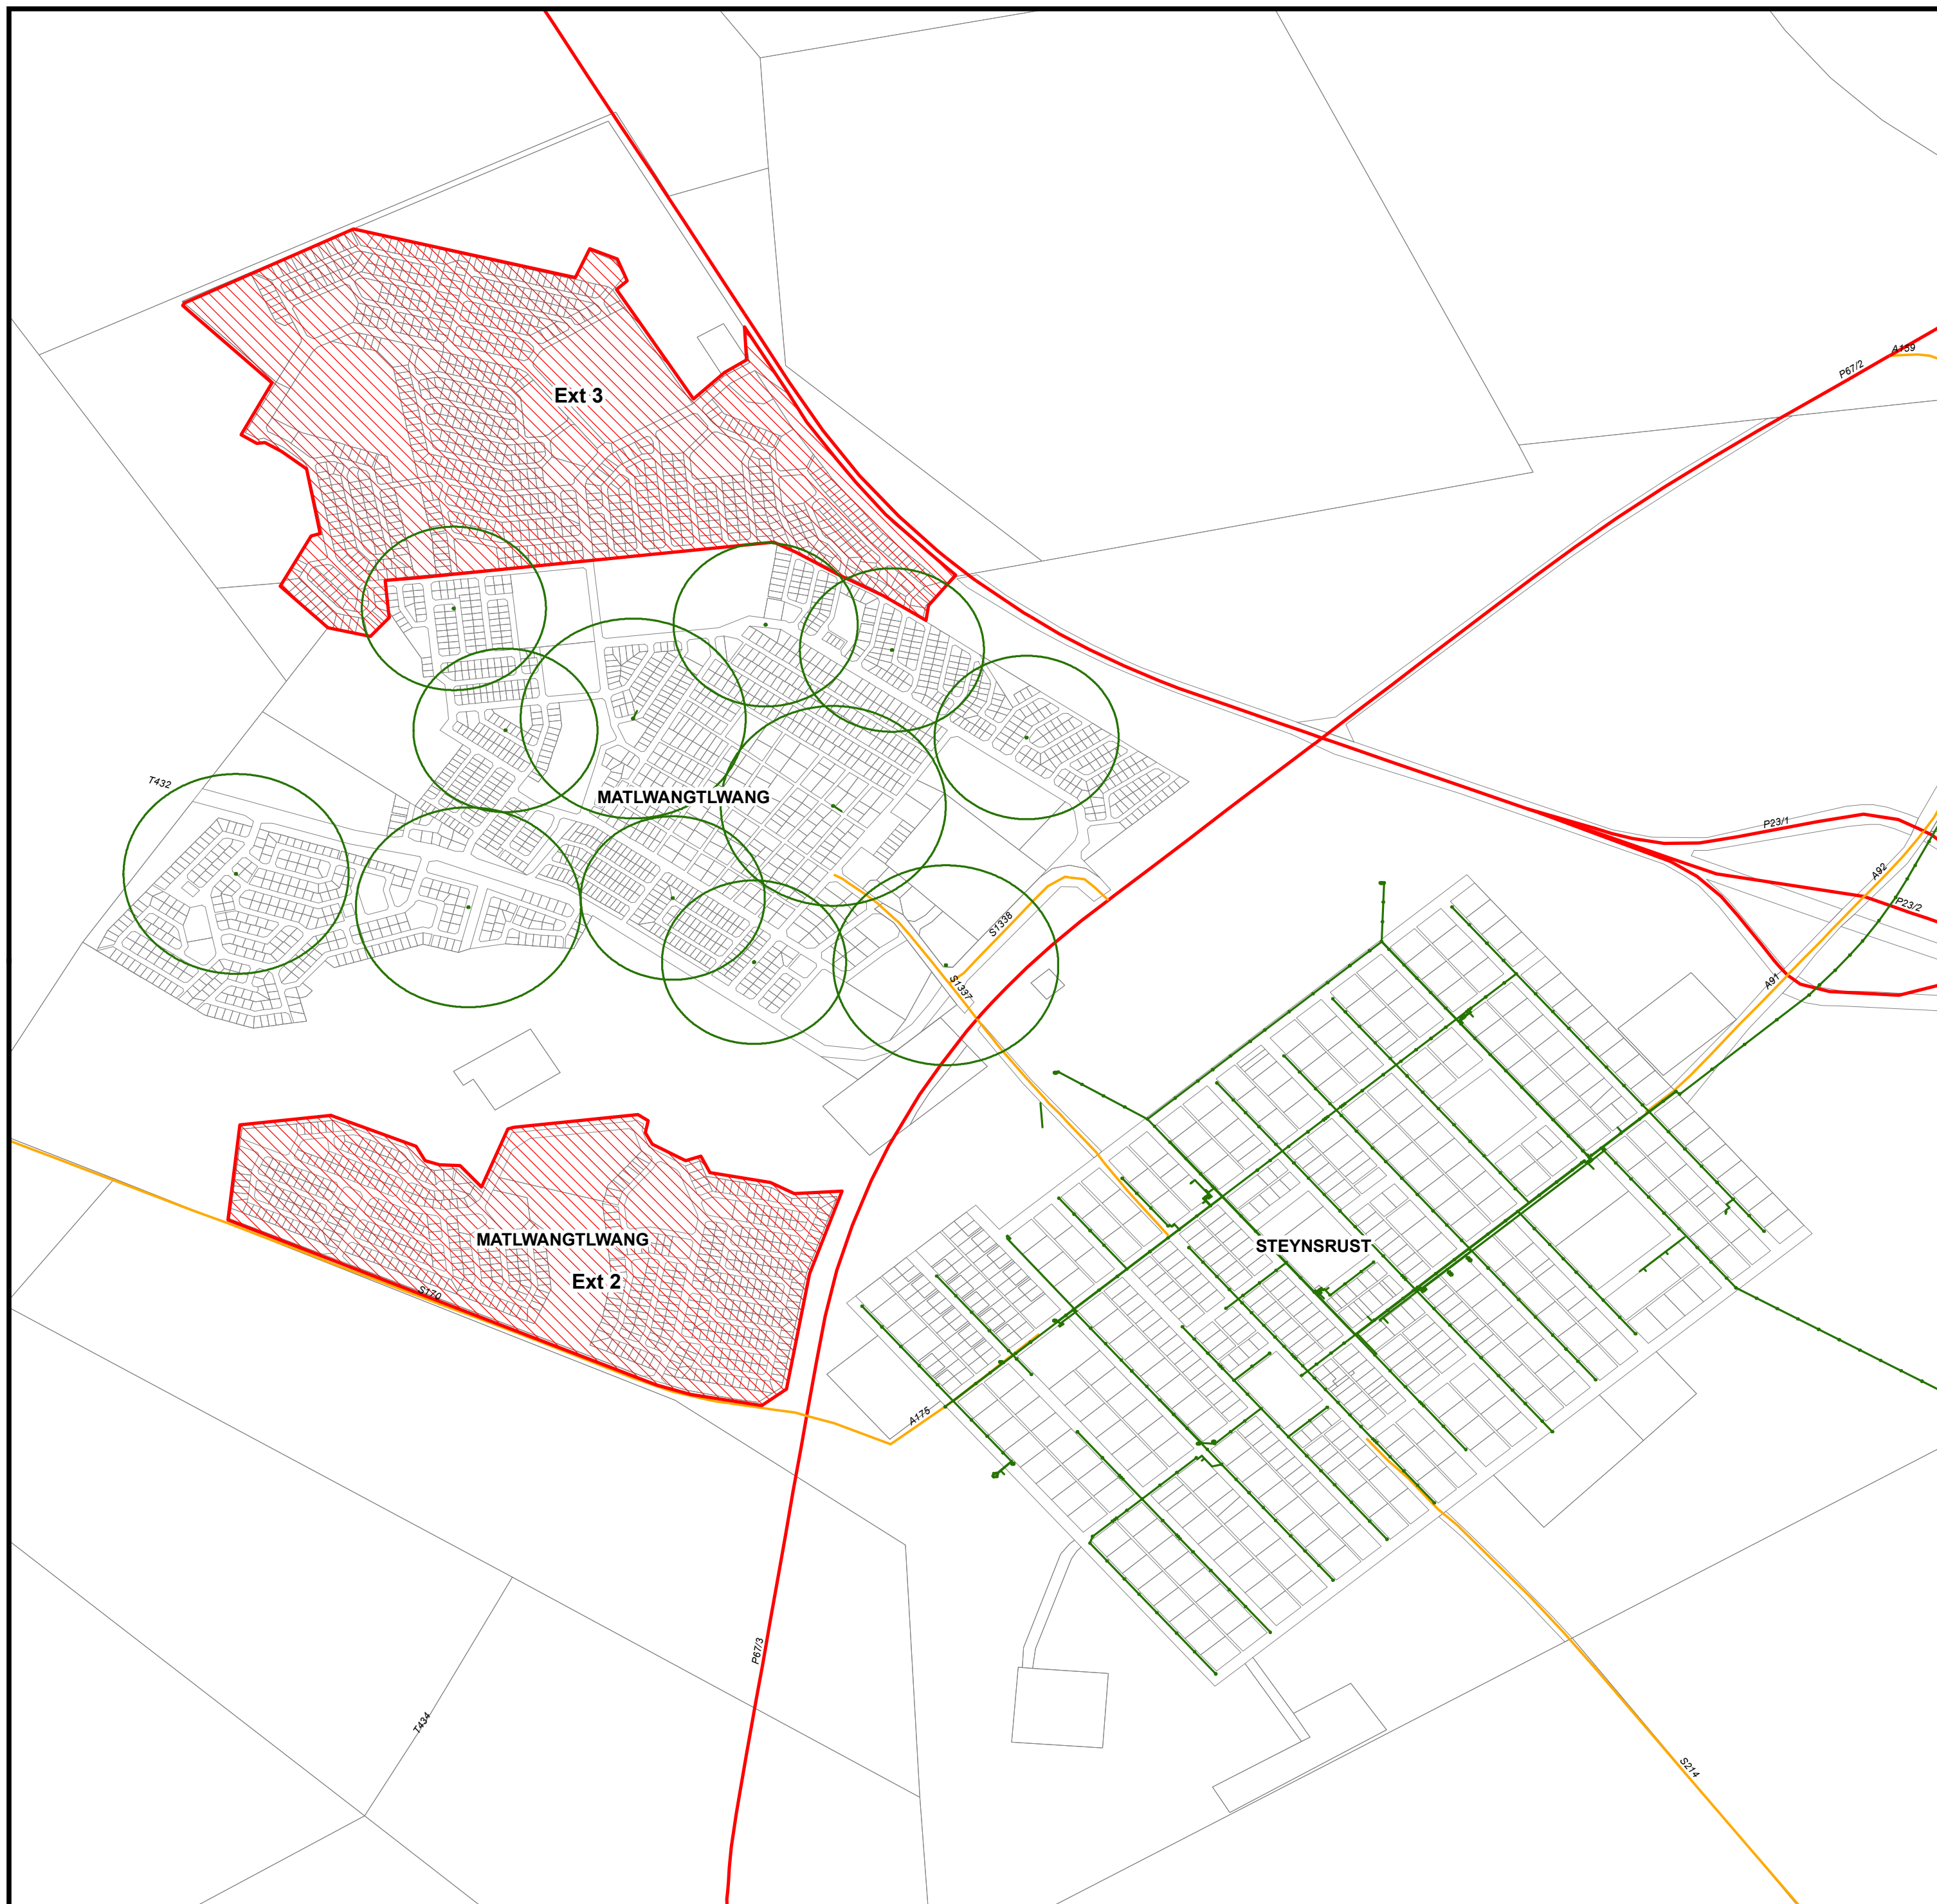 A159
P67/2
Ext 3
T432
MATLWANGTLWANG
P23/1
A92
P23/2
S1338
A91
S1337
MATLWANGTLWANG
STEYNSRUST
Ext 2
S170
A175
P67/3
T434
S214